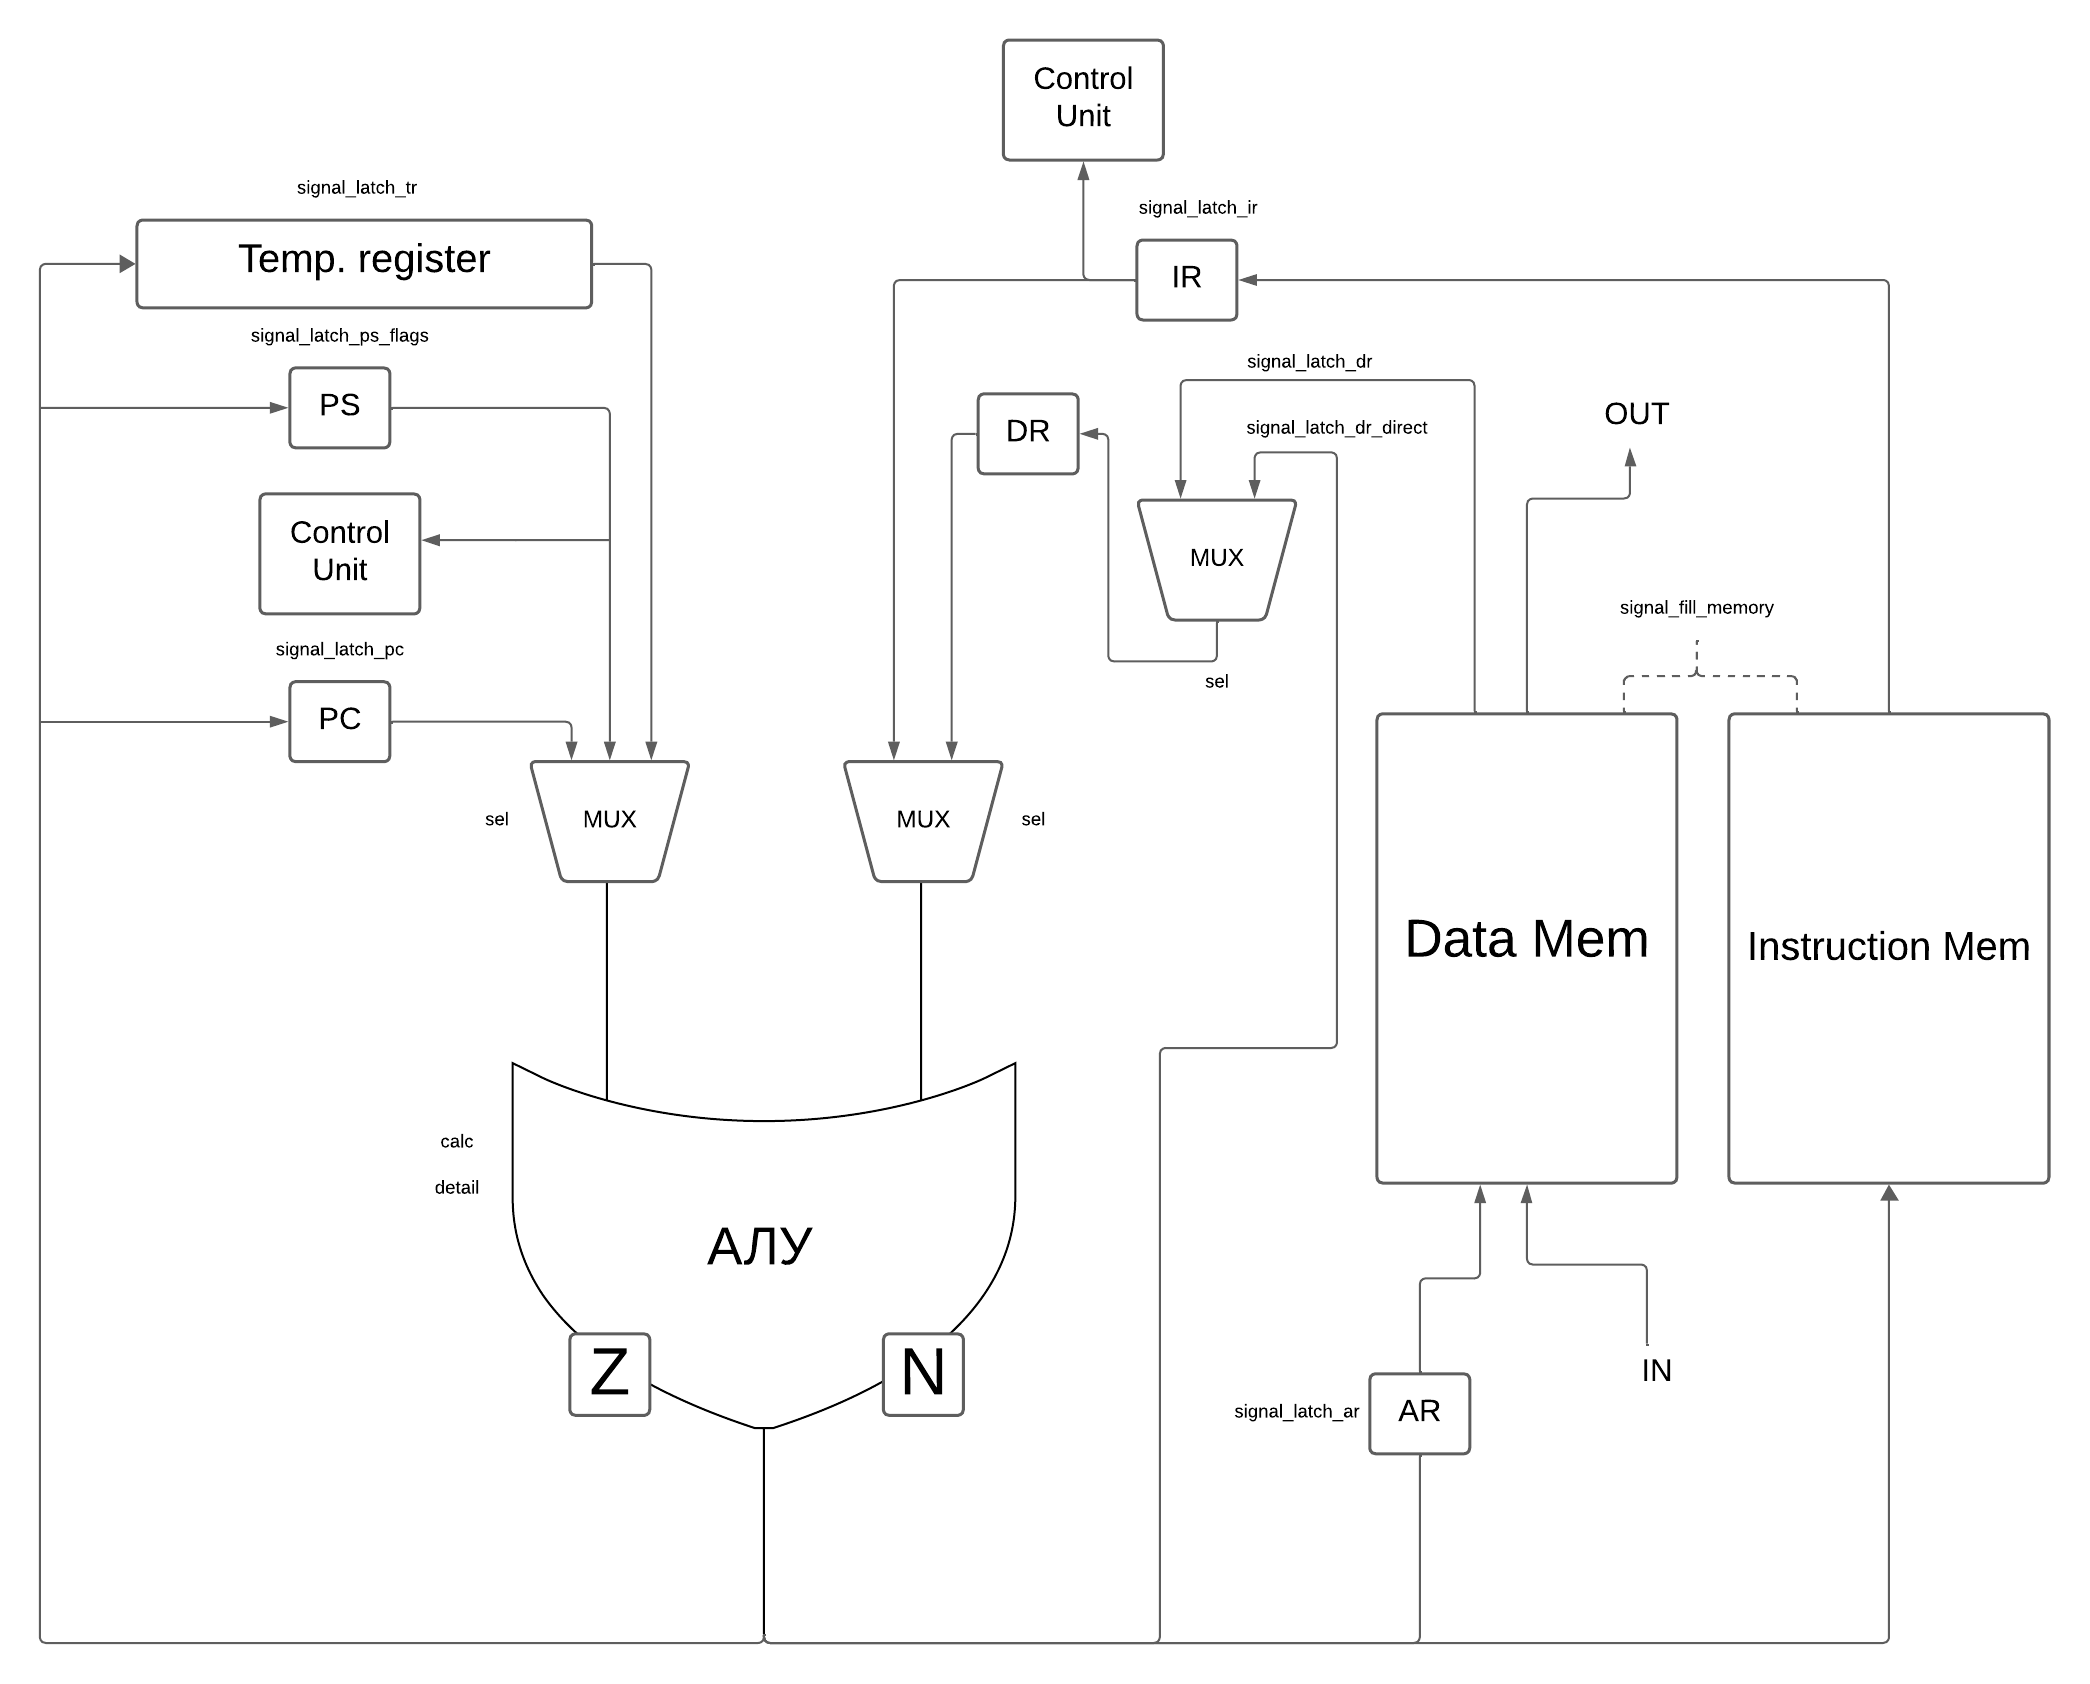 Control
Unit
signal_latch_tr
signal_latch_ir
Temp. register
IR
signal_latch_ps_flags
signal_latch_dr
PS
DR
signal_latch_dr_direct
OUT
Control
Unit
MUX
signal_fill_memory
signal_latch_pc
sel
PC
sel
MUX
MUX
sel
Data Mem
Instruction Mem
calc
detail
АЛУ
Z
N
IN
signal_latch_ar
AR